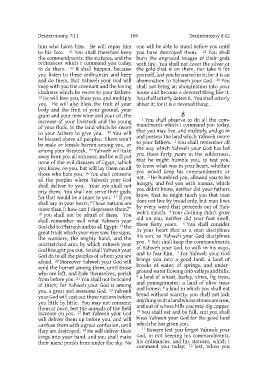 Deuteronomy 7:11
169
Deuteronomy 8:12
him who hates him. He will repay him
to his face. 11 You shall therefore keep
the commandments, the statutes, and the
ordinances which I command you today,
to do them. 12 It shall happen, because
you listen to these ordinances and keep
and do them, that Yahweh your God will
keep with you the covenant and the loving
kindness which he swore to your fathers.
13 He will love you, bless you, and multiply
you. He will also bless the fruit of your
body and the fruit of your ground, your
grain and your new wine and your oil, the
increase of your livestock and the young
of your flock, in the land which he swore
to your fathers to give you. 14 You will
be blessed above all peoples. There won't
be male or female barren among you, or
among your livestock. 15 Yahweh will take
away from you all sickness; and he will put
none of the evil diseases of Egypt, which
you know, on you, but will lay them on all
those who hate you. 16 You shall consume
all the peoples whom Yahweh your God
shall deliver to you. Your eye shall not
pity them. You shall not serve their gods;
for that would be a snare to you. 17 If you
shall say in your heart, "These nations are
more than I; how can I dispossess them?"
18 you shall not be afraid of them. You
shall remember well what Yahweh your
God did to Pharaoh and to all Egypt: 19 the
great trials which your eyes saw, the signs,
the wonders, the mighty hand, and the
outstretched arm, by which Yahweh your
God brought you out. So shall Yahweh your
God do to all the peoples of whom you are
afraid. 20 Moreover Yahweh your God will
send the hornet among them, until those
who are left, and hide themselves, perish
from before you. 21 You shall not be scared
of them; for Yahweh your God is among
you, a great and awesome God. 22 Yahweh
your God will cast out those nations before
you little by little. You may not consume
them at once, lest the animals of the field
increase on you. 23 But Yahweh your God
will deliver them up before you, and will
confuse them with a great confusion, until
they are destroyed. 24 He will deliver their
kings into your hand, and you shall make
their name perish from under the sky. No
one will be able to stand before you until
you have destroyed them. 25 You shall
burn the engraved images of their gods
with fire. You shall not covet the silver or
the gold that is on them, nor take it for
yourself, lest you be snared in it; for it is an
abomination to Yahweh your God. 26 You
shall not bring an abomination into your
house and become a devoted thing like it.
You shall utterly detest it. You shall utterly
abhor it; for it is a devoted thing.
8
1 You shall observe to do all the com-
mandments which I command you today,
that you may live, and multiply, and go in
and possess the land which Yahweh swore
to your fathers. 2 You shall remember all
the way which Yahweh your God has led
you these forty years in the wilderness,
that he might humble you, to test you,
to know what was in your heart, whether
you would keep his commandments or
not. 3 He humbled you, allowed you to be
hungry, and fed you with manna, which
you didn't know, neither did your fathers
know, that he might teach you that man
does not live by bread only, but man lives
by every word that proceeds out of Yah-
weh's mouth. 4 Your clothing didn't grow
old on you, neither did your foot swell,
these forty years. 5 You shall consider
in your heart that as a man disciplines
his son, so Yahweh your God disciplines
you. 6 You shall keep the commandments
of Yahweh your God, to walk in his ways,
and to fear him. 7 For Yahweh your God
brings you into a good land, a land of
brooks of water, of springs, and under-
ground water flowing into valleys and hills;
8 a land of wheat, barley, vines, fig trees,
and pomegranates; a land of olive trees
and honey; 9 a land in which you shall eat
bread without scarcity, you shall not lack
anything in it; a land whose stones are iron,
and out of whose hills you may dig copper.
10 You shall eat and be full, and you shall
bless Yahweh your God for the good land
which he has given you.
11 Beware lest you forget Yahweh your
God, in not keeping his commandments,
his ordinances, and his statutes, which I
command you today; 12 lest, when you